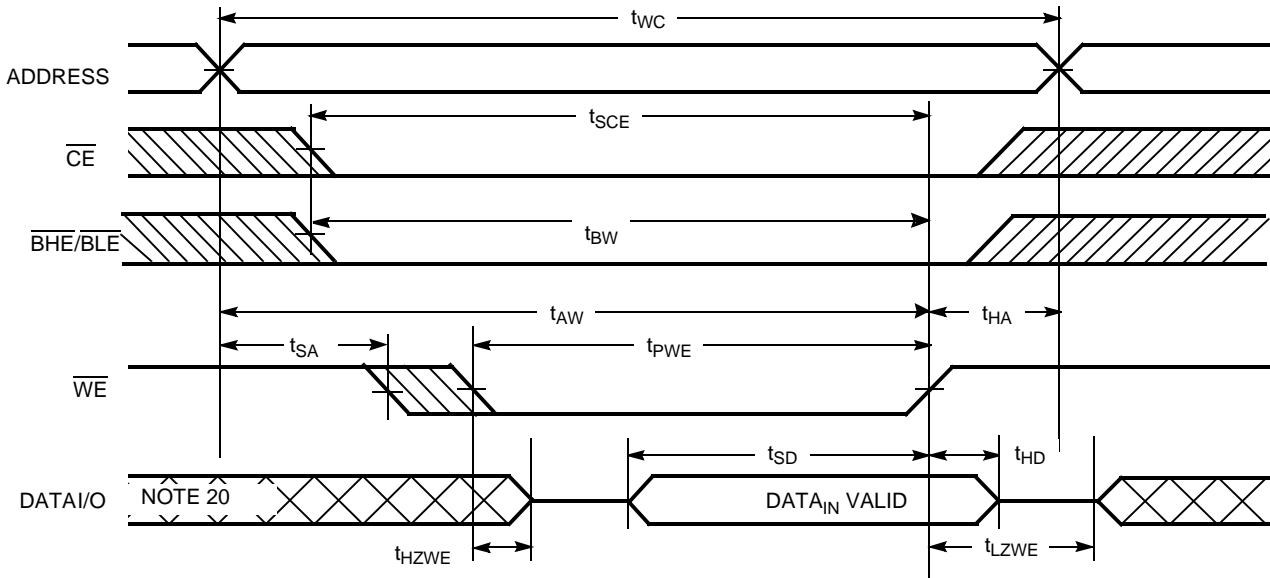 tWC
ADDRESS
tSCE
CE
tBW
BHE/BLE
tAW
tHA
tSA
tPWE
WE
tSD
tHD
DATAI/O
NOTE 20
DATAIN VALID
tHZWE
tLZWE